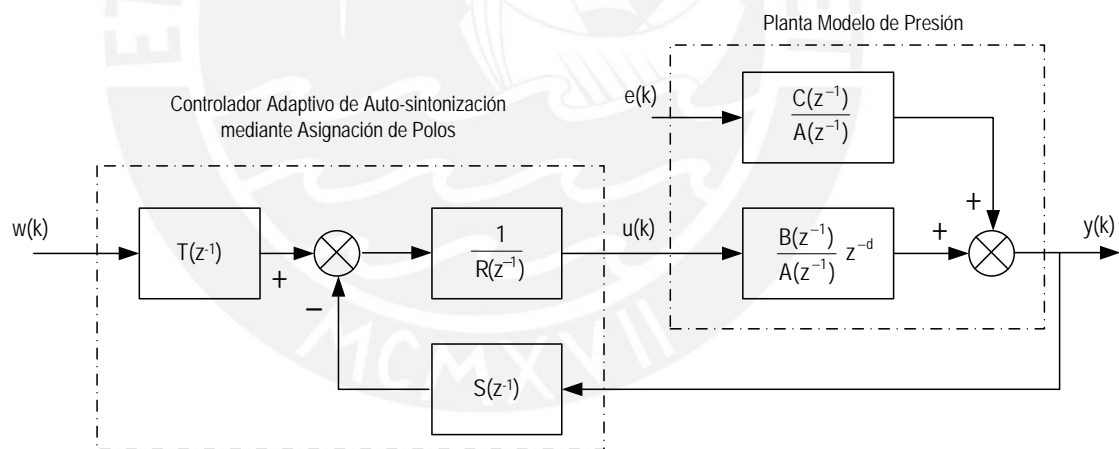 Planta Modelo de Presión
Controlador Adaptivo de Auto-sintonización
mediante Asignación de Polos
e(k)
C(z⁻¹)
A(z⁻¹)
+
w(k)
T(z⁻¹)
+
−
1
R(z⁻¹)
u(k)
B(z⁻¹)
A(z⁻¹)
z⁻ᵈ
+
y(k)
S(z⁻¹)
MCMXVII